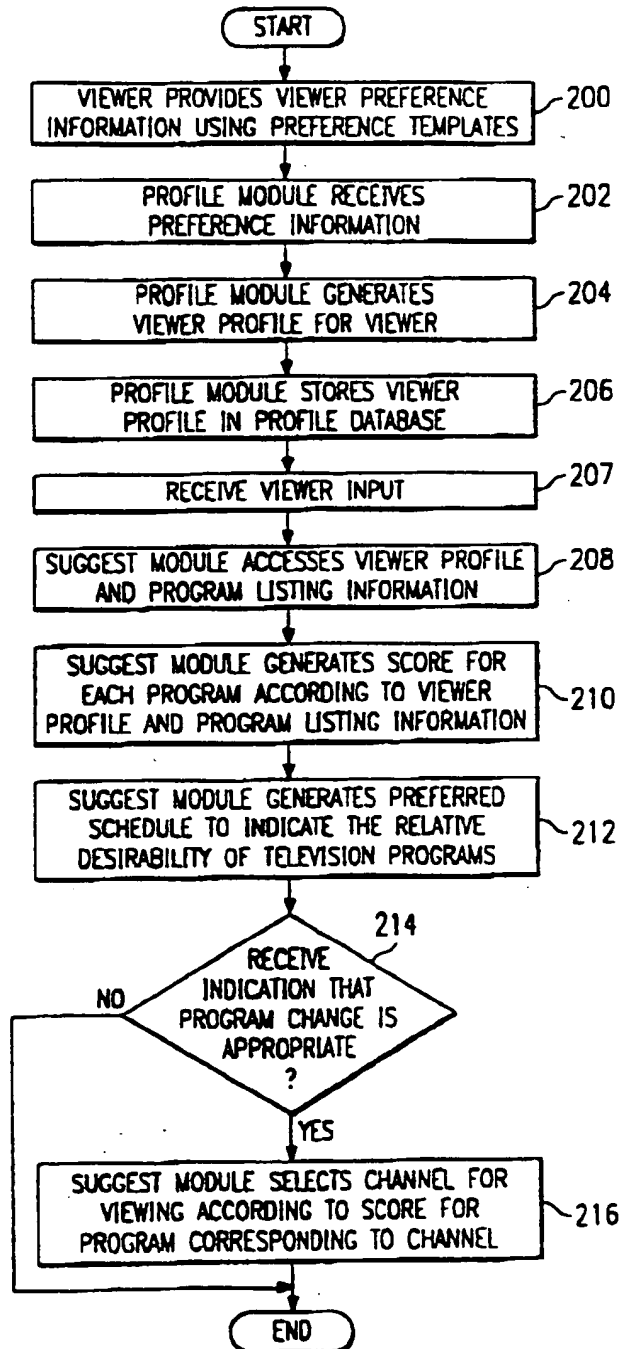 START
VIEWER PROVIDES VIEWER PREFERENCE
INFORMATION USING PREFERENCE TEMPLATES
200
PROFILE MODULE RECEIVES
PREFERENCE INFORMATION
202
PROFILE MODULE GENERATES
VIEWER PROFILE FOR VIEWER
204
PROFILE MODULE STORES VIEWER
PROFILE IN PROFILE DATABASE
206
RECEIVE VIEWER INPUT
207
SUGGEST MODULE ACCESSES VIEWER PROFILE
AND PROGRAM LISTING INFORMATION
208
SUGGEST MODULE GENERATES SCORE FOR
EACH PROGRAM ACCORDING TO VIEWER
PROFILE AND PROGRAM LISTING INFORMATION
210
SUGGEST MODULE GENERATES PREFERRED
SCHEDULE TO INDICATE THE RELATIVE
DESIRABILITY OF TELEVISION PROGRAMS
212
214
RECEIVE
INDICATION THAT
PROGRAM CHANGE IS
APPROPRIATE
?
NO
YES
SUGGEST MODULE SELECTS CHANNEL FOR
VIEWING ACCORDING TO SCORE FOR
PROGRAM CORRESPONDING TO CHANNEL
216
END